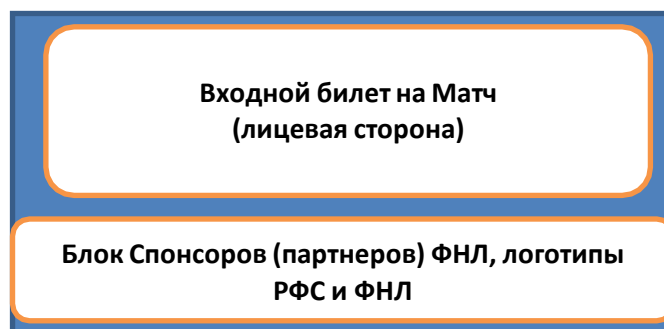 Входной билет на Матч
(лицевая сторона)
Блок Спонсоров (партнеров) ФНЛ, логотипы
РФС и ФНЛ